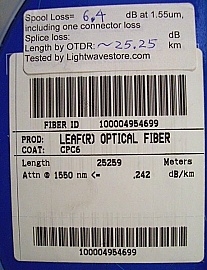 Spool Loss= 6.4 dB at 1.55um,
including one connector loss
Splice loss: dB
Length by OTDR: ~25.25 km
Tested by Lightwavestore.com
FIBER ID 100004954699
PROD: LEAF(R) OPTICAL FIBER
COAT: CPC6
Length 25259 Meters
Attn @ 1550 nm <= .242 dB/km
100004954699